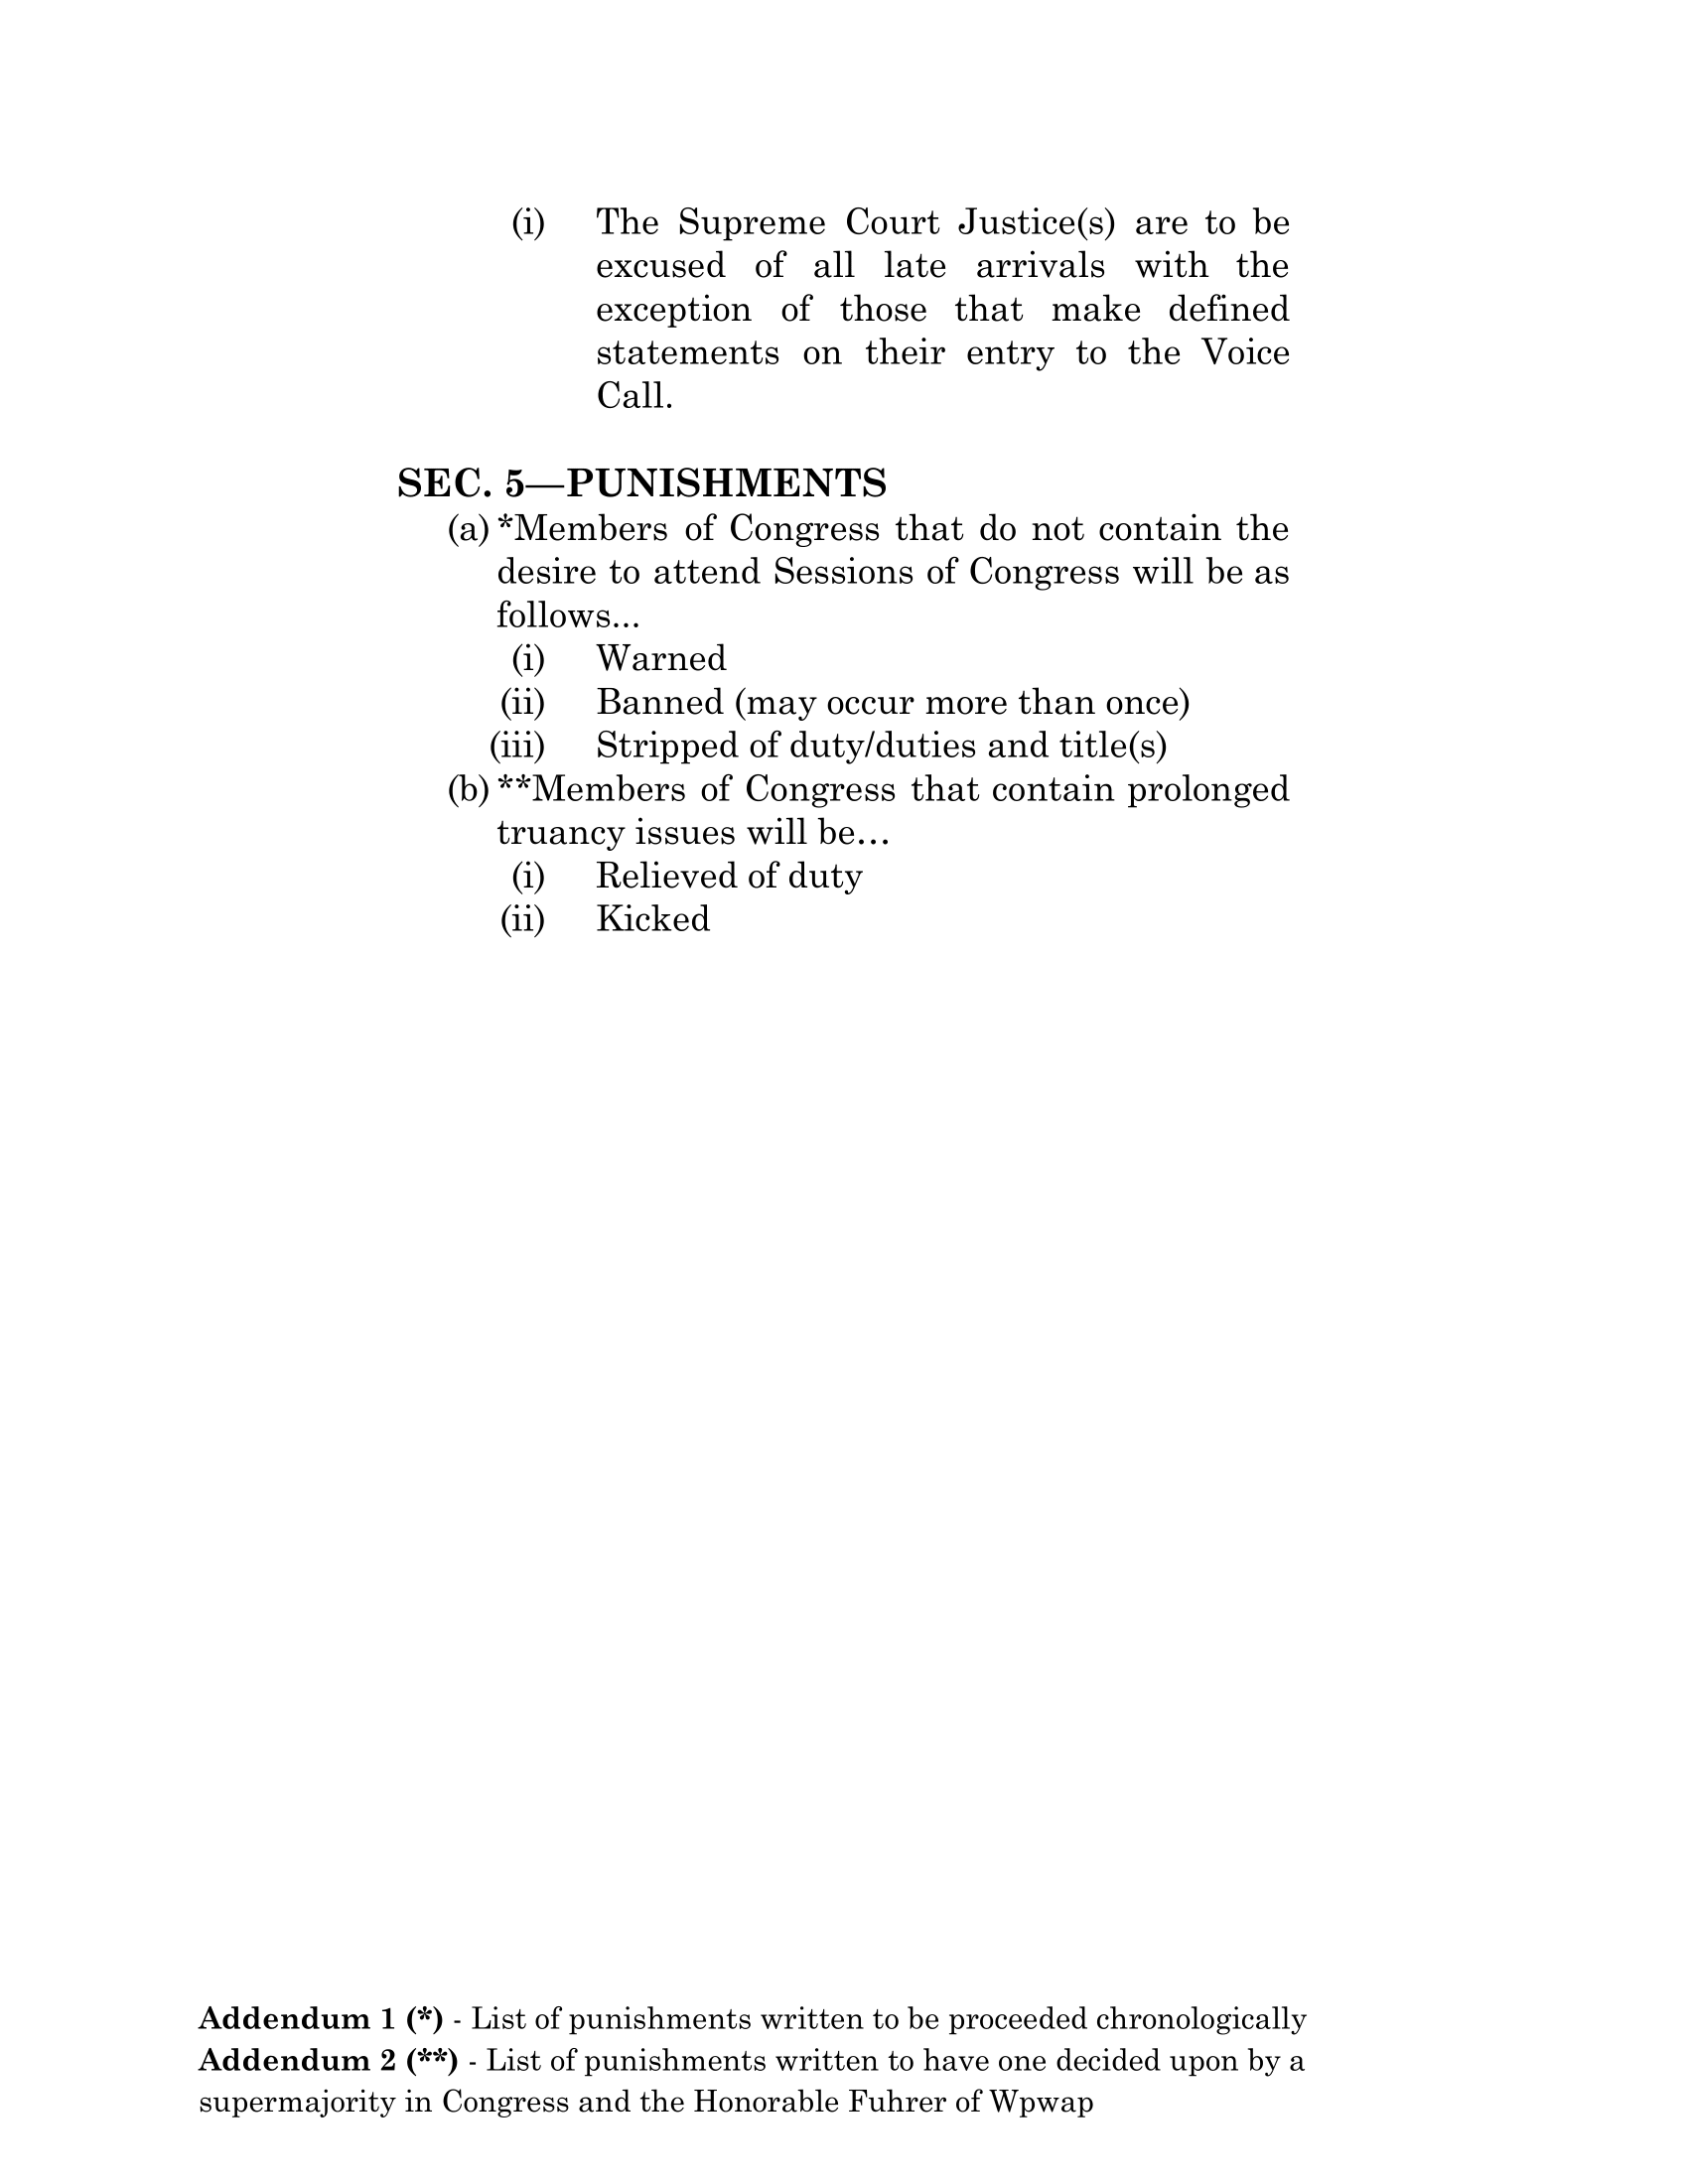 (i) The Supreme Court Justice(s) are to be
excused of all late arrivals with the
exception of those that make defined
statements on their entry to the Voice
Call.
SEC. 5—PUNISHMENTS
(a) *Members of Congress that do not contain the
desire to attend Sessions of Congress will be as
follows...
(i) Warned
(ii) Banned (may occur more than once)
(iii) Stripped of duty/duties and title(s)
(b) **Members of Congress that contain prolonged
truancy issues will be…
(i) Relieved of duty
(ii) Kicked
Addendum 1 (*) - List of punishments written to be proceeded chronologically
Addendum 2 (**) - List of punishments written to have one decided upon by a
supermajority in Congress and the Honorable Fuhrer of Wpwap